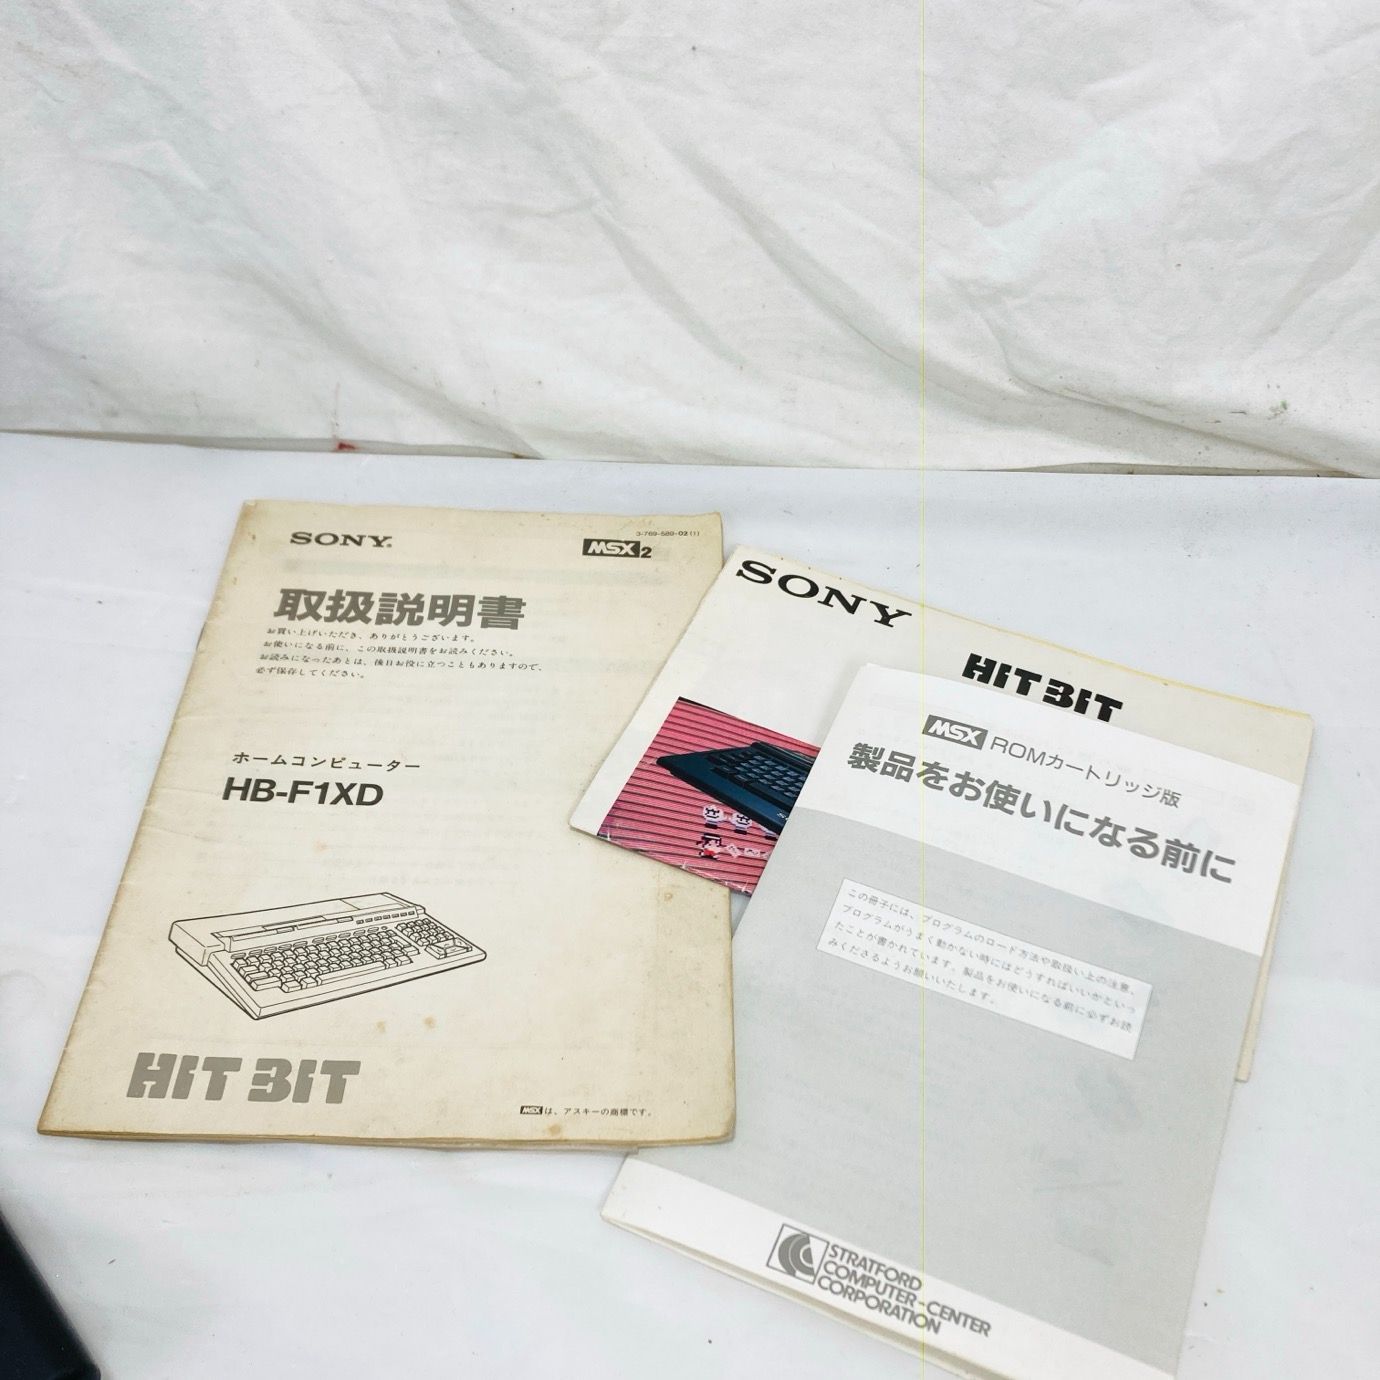 SONY®
3-769-589-02(1)
MSX2
取扱説明書
お買い上げいただき、ありがとうございます。
お使いになる前に、この取扱説明書をお読みください。
お読みになったあとは、後日お役に立つこともありますので、
必ず保存してください。
ホームコンピューター
HB-F1XD
HIT BIT
MSXは、アスキーの商標です。
SONY
HIT BIT
MSX ROMカートリッジ版
製品をお使いになる前に
この冊子には、プログラムのロード方法や取扱い上の注意、
プログラムがうまく動かない時にはどうすればいいかといっ
たことが書かれています。製品をお使いになる前に必ずお読
みくださるようお願いいたします。
STRATFORD
COMPUTER-CENTER
CORPORATION